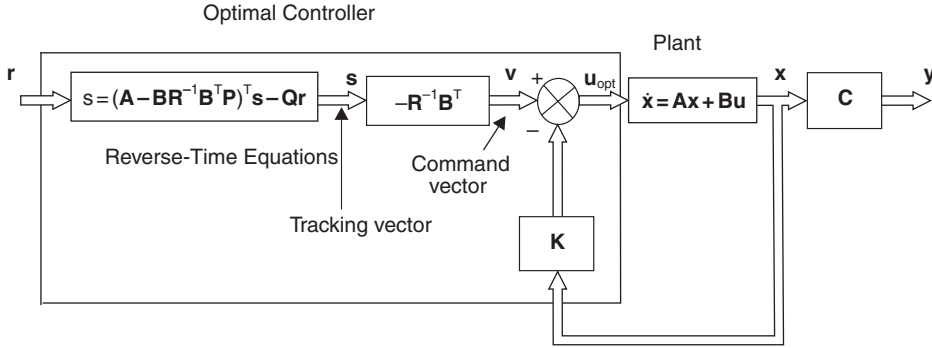 Optimal Controller
Plant
r
s = (A – BR⁻¹BᵀP)ᵀs – Qr
s
–R⁻¹Bᵀ
v
+
–
u_opt
ẋ = Ax + Bu
x
C
y
Reverse-Time Equations
Command
vector
Tracking vector
K